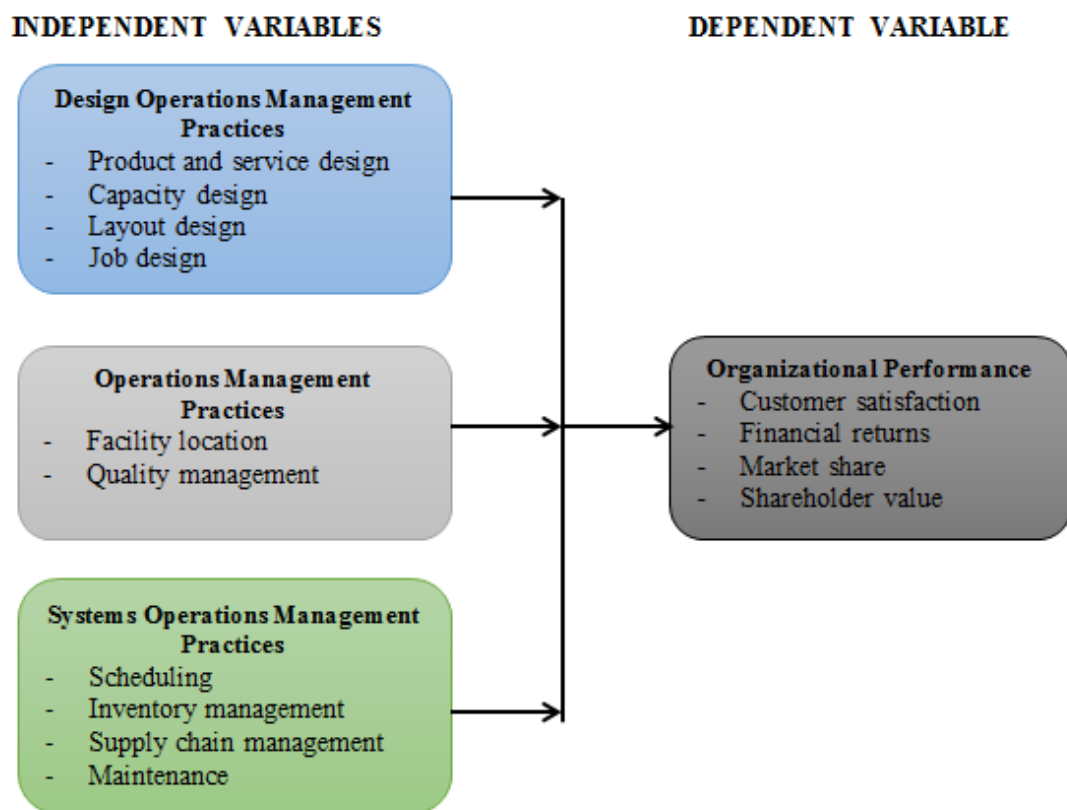 INDEPENDENT VARIABLES
DEPENDENT VARIABLE
Design Operations Management
Practices
- Product and service design
- Capacity design
- Layout design
- Job design
Operations Management
Practices
- Facility location
- Quality management
Systems Operations Management
Practices
- Scheduling
- Inventory management
- Supply chain management
- Maintenance
Organizational Performance
- Customer satisfaction
- Financial returns
- Market share
- Shareholder value